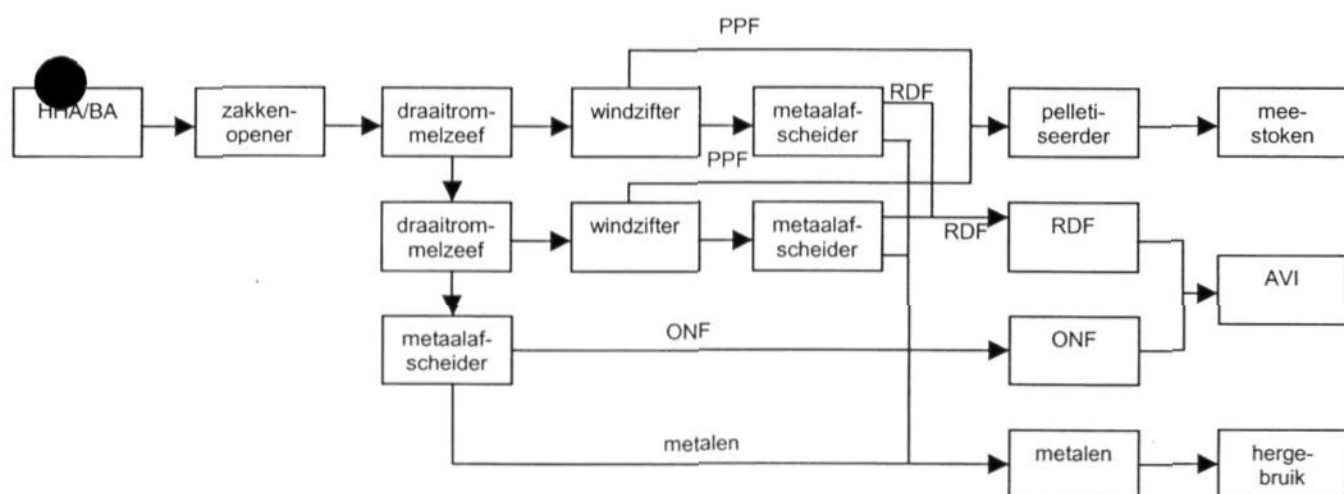 PPF
HHA/BA
zakken-
opener
draaitrom-
melzeef
windzifter
metaalaf-
scheider
RDF
pelleti-
seerder
mee-
stoken
PPF
draaitrom-
melzeef
windzifter
metaalaf-
scheider
RDF
RDF
AVI
metaalaf-
scheider
ONF
ONF
metalen
metalen
herge-
bruik